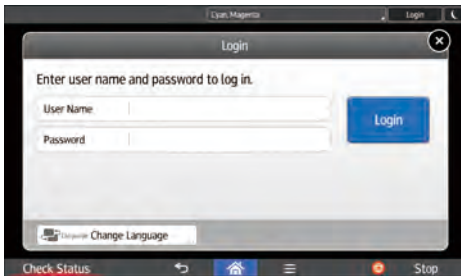 Cyan, Magenta
Login
Login
Enter user name and password to log in.
User Name
Login
Password
Change Language
Check Status
Stop